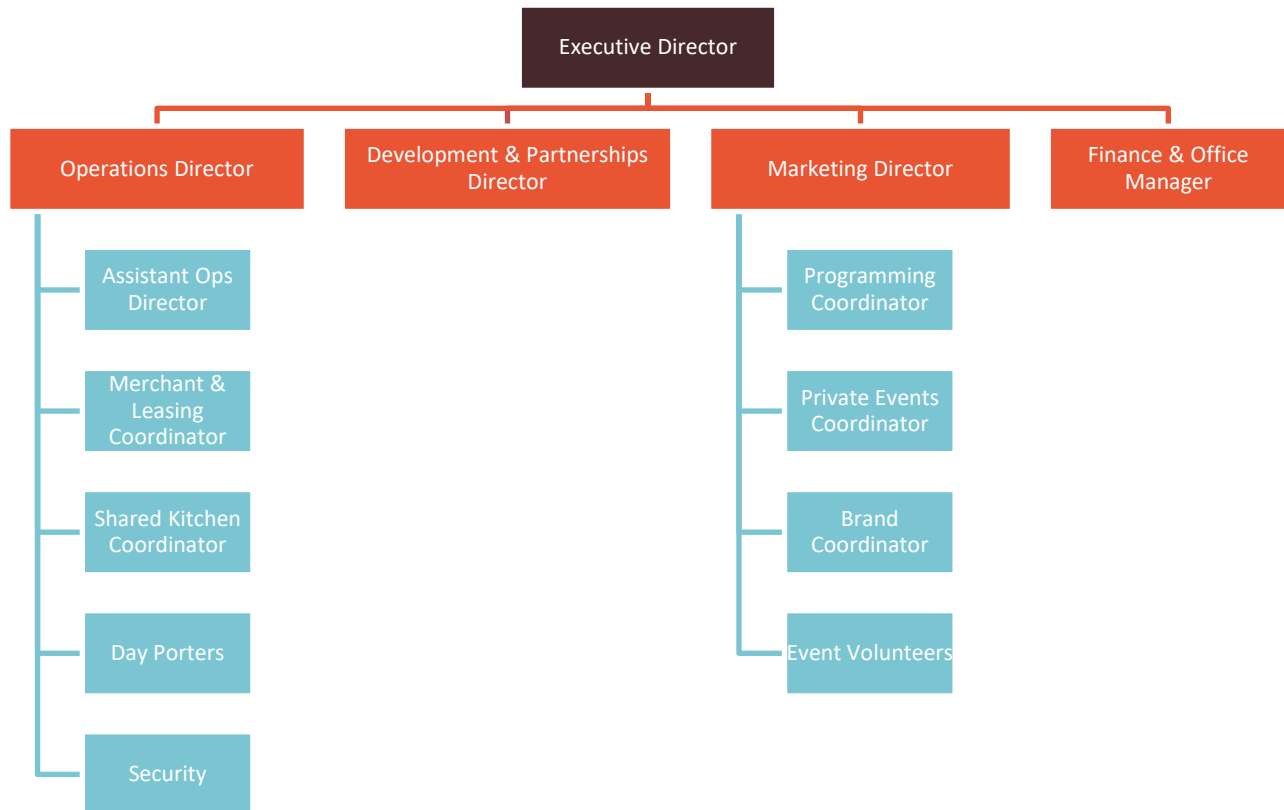 Executive Director
Operations Director
Development & Partnerships
Director
Marketing Director
Finance & Office
Manager
Assistant Ops
Director
Merchant &
Leasing
Coordinator
Shared Kitchen
Coordinator
Day Porters
Security
Programming
Coordinator
Private Events
Coordinator
Brand
Coordinator
Event Volunteers